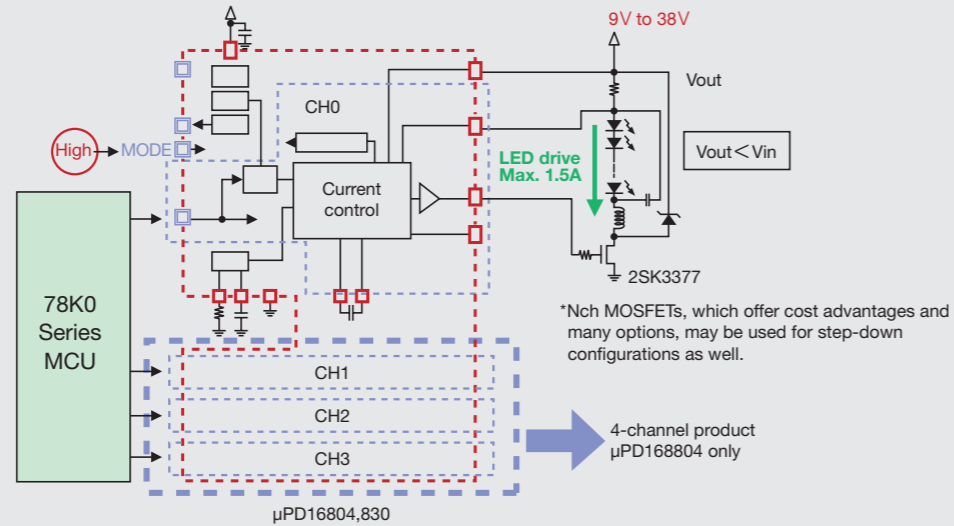 9V to 38V
Vout
CH0
High
MODE
LED drive
Max. 1.5A
Vout<Vin
Current
control
2SK3377
78K0
Series
MCU
*Nch MOSFETs, which offer cost advantages and
many options, may be used for step-down
configurations as well.
CH1
CH2
CH3
4-channel product
µPD168804 only
µPD16804,830